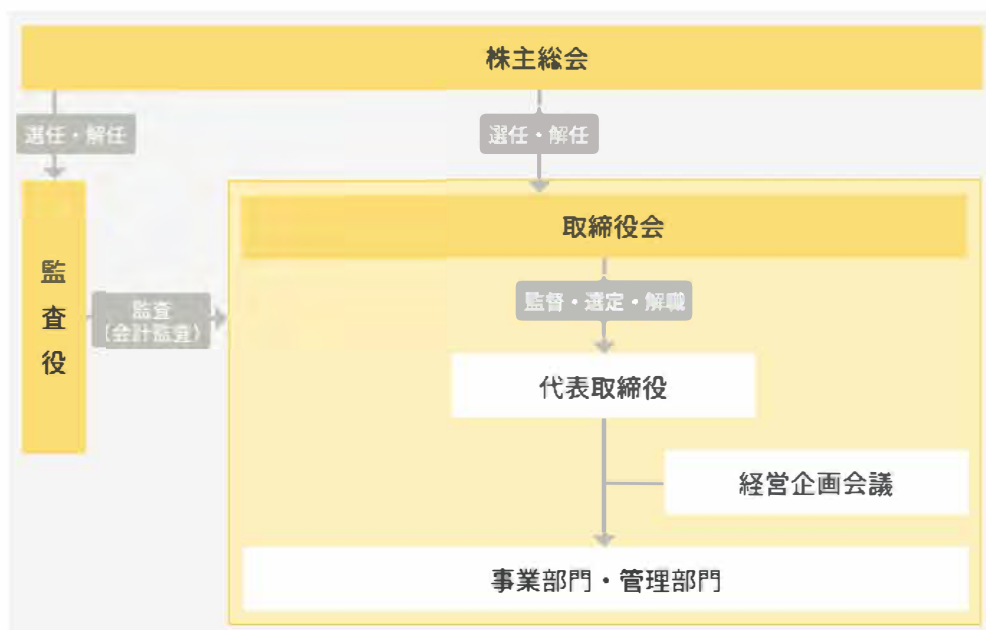 株主総会
選任・解任
選任・解任
取締役会
監査役
監督・選定・解職
監査
(会計監査)
代表取締役
経営企画会議
事業部門・管理部門